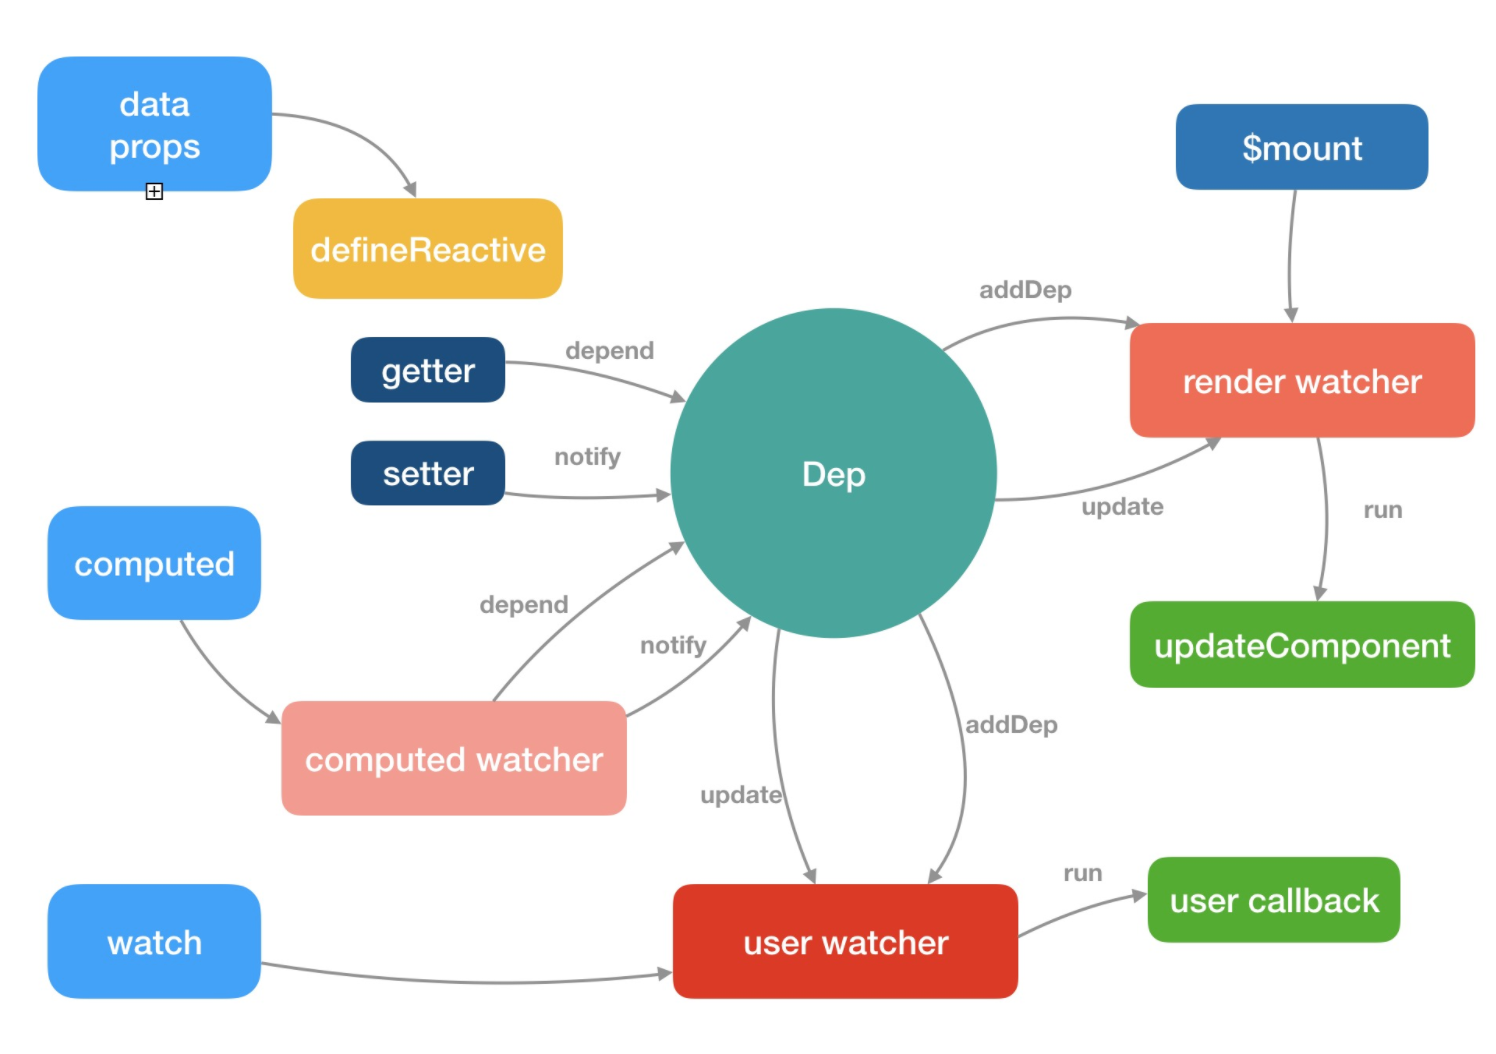 data
props
$mount
defineReactive
addDep
getter
depend
render watcher
setter
notify
Dep
update
run
computed
depend
notify
updateComponent
computed watcher
addDep
update
run
user callback
watch
user watcher